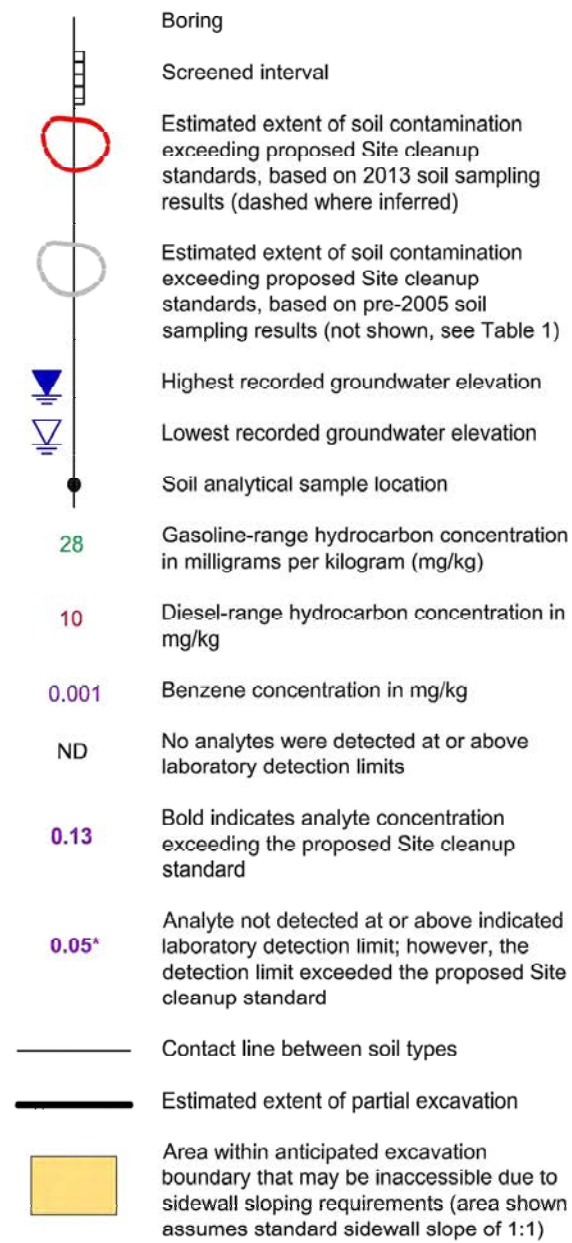 Boring
Screened interval
Estimated extent of soil contamination
exceeding proposed Site cleanup
standards, based on 2013 soil sampling
results (dashed where inferred)
Estimated extent of soil contamination
exceeding proposed Site cleanup
standards, based on pre-2005 soil
sampling results (not shown, see Table 1)
Highest recorded groundwater elevation
Lowest recorded groundwater elevation
Soil analytical sample location
28
Gasoline-range hydrocarbon concentration
in milligrams per kilogram (mg/kg)
10
Diesel-range hydrocarbon concentration in
mg/kg
0.001
Benzene concentration in mg/kg
ND
No analytes were detected at or above
laboratory detection limits
0.13
Bold indicates analyte concentration
exceeding the proposed Site cleanup
standard
0.05*
Analyte not detected at or above indicated
laboratory detection limit; however, the
detection limit exceeded the proposed Site
cleanup standard
Contact line between soil types
Estimated extent of partial excavation
Area within anticipated excavation
boundary that may be inaccessible due to
sidewall sloping requirements (area shown
assumes standard sidewall slope of 1:1)